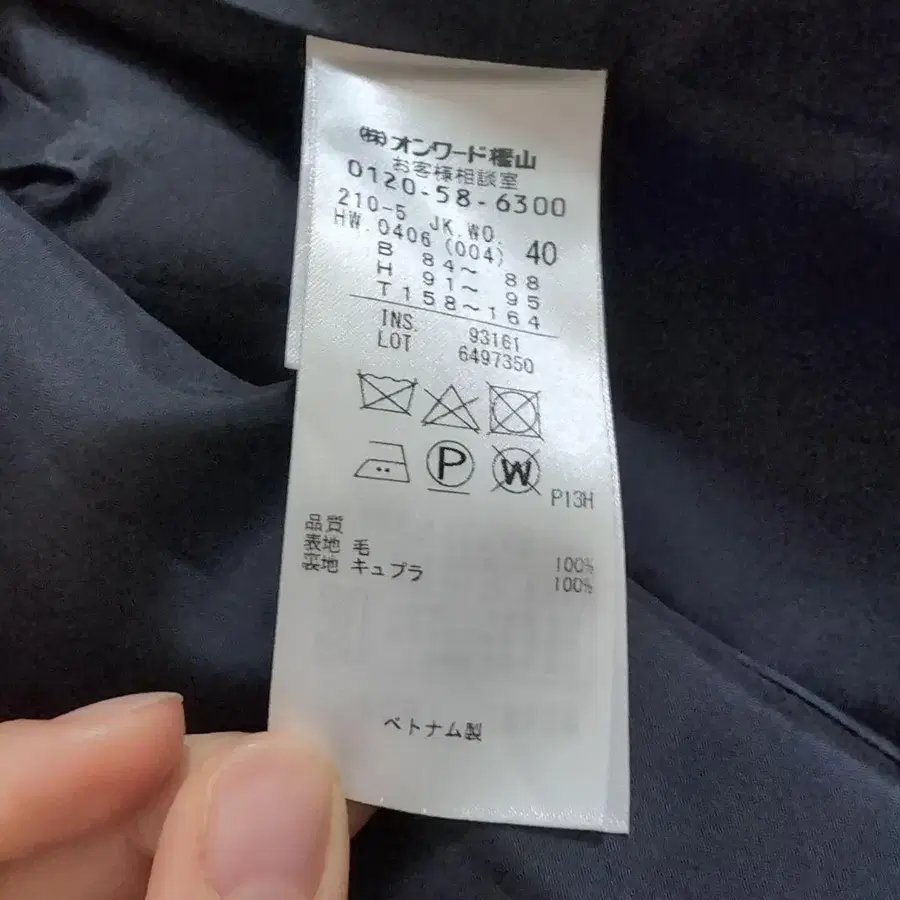 (株)オンワード樫山
お客様相談室
0120-58-6300
210-5 JK.WO.
HW.0406 (004) 40
B 84〜 88
H 91〜 95
T158〜164
INS. 93161
LOT 6497350
P W
P13H
品質
表地 毛 100%
裏地 キュプラ 100%
ベトナム製